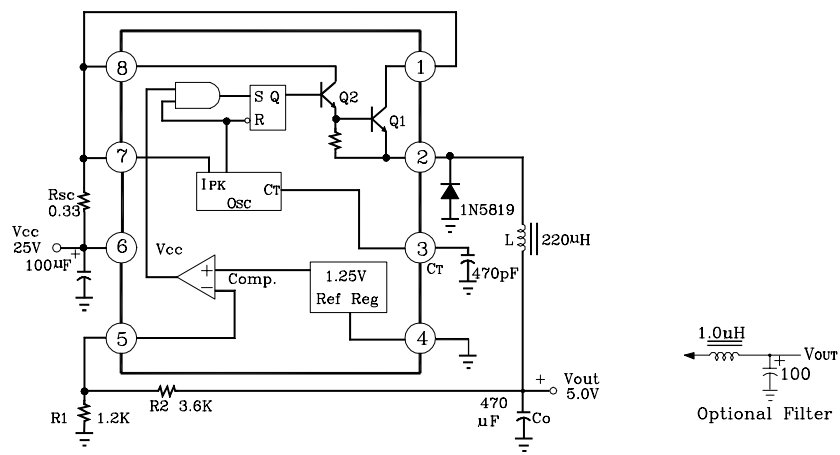 8
1
S Q
R
Q2
Q1
7
2
IPK
CT
Osc
Rsc
0.33
1N5819
L
220uH
Vcc
25V
+
100µF
6
Vcc
3
CT
470pF
+
−
Comp.
1.25V
Ref Reg
5
4
1.0uH
+
VOUT
100
Optional Filter
R1
1.2K
R2 3.6K
470
µF
Co
+
Vout
5.0V